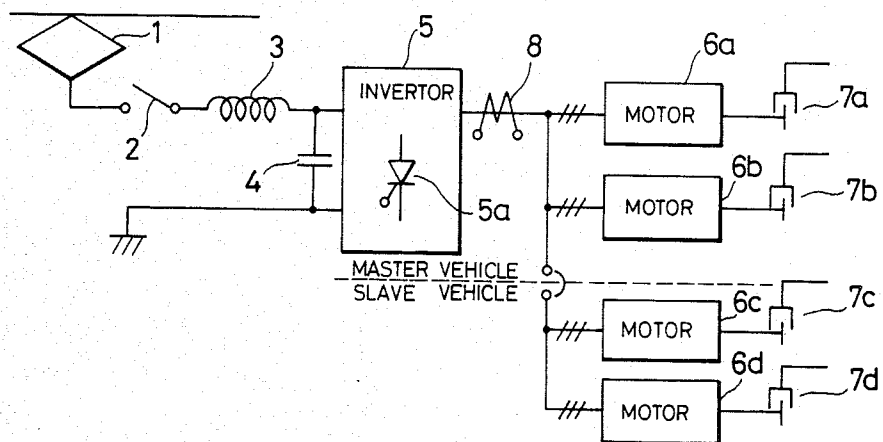 1
2
3
4
5
INVERTOR
5a
8
6a
MOTOR
7a
6b
MOTOR
7b
MASTER VEHICLE
SLAVE VEHICLE
6c
MOTOR
7c
6d
MOTOR
7d